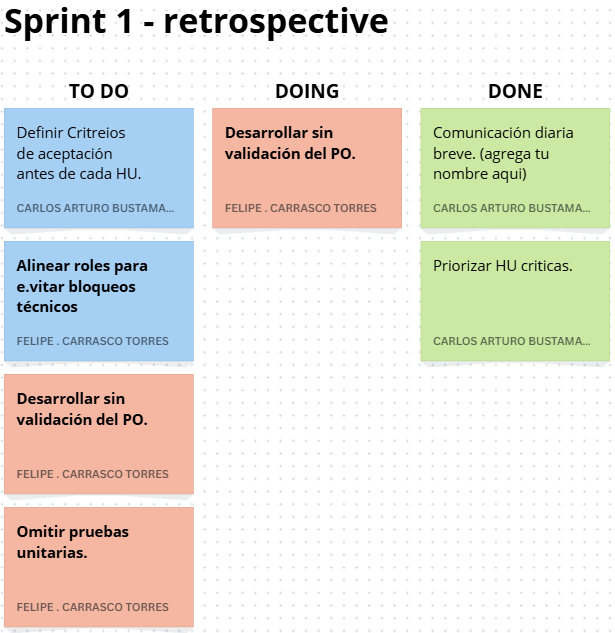 Sprint 1 - retrospective
TO DO
Definir Critreios
de aceptación
antes de cada HU.
CARLOS ARTURO BUSTAMA...
Alinear roles para
e.vitar bloqueos
técnicos
FELIPE . CARRASCO TORRES
Desarrollar sin
validación del PO.
FELIPE . CARRASCO TORRES
Omitir pruebas
unitarias.
FELIPE . CARRASCO TORRES
DOING
Desarrollar sin
validación del PO.
FELIPE . CARRASCO TORRES
DONE
Comunicación diaria
breve. (agrega tu
nombre aquí)
CARLOS ARTURO BUSTAMA...
Priorizar HU criticas.
CARLOS ARTURO BUSTAMA...